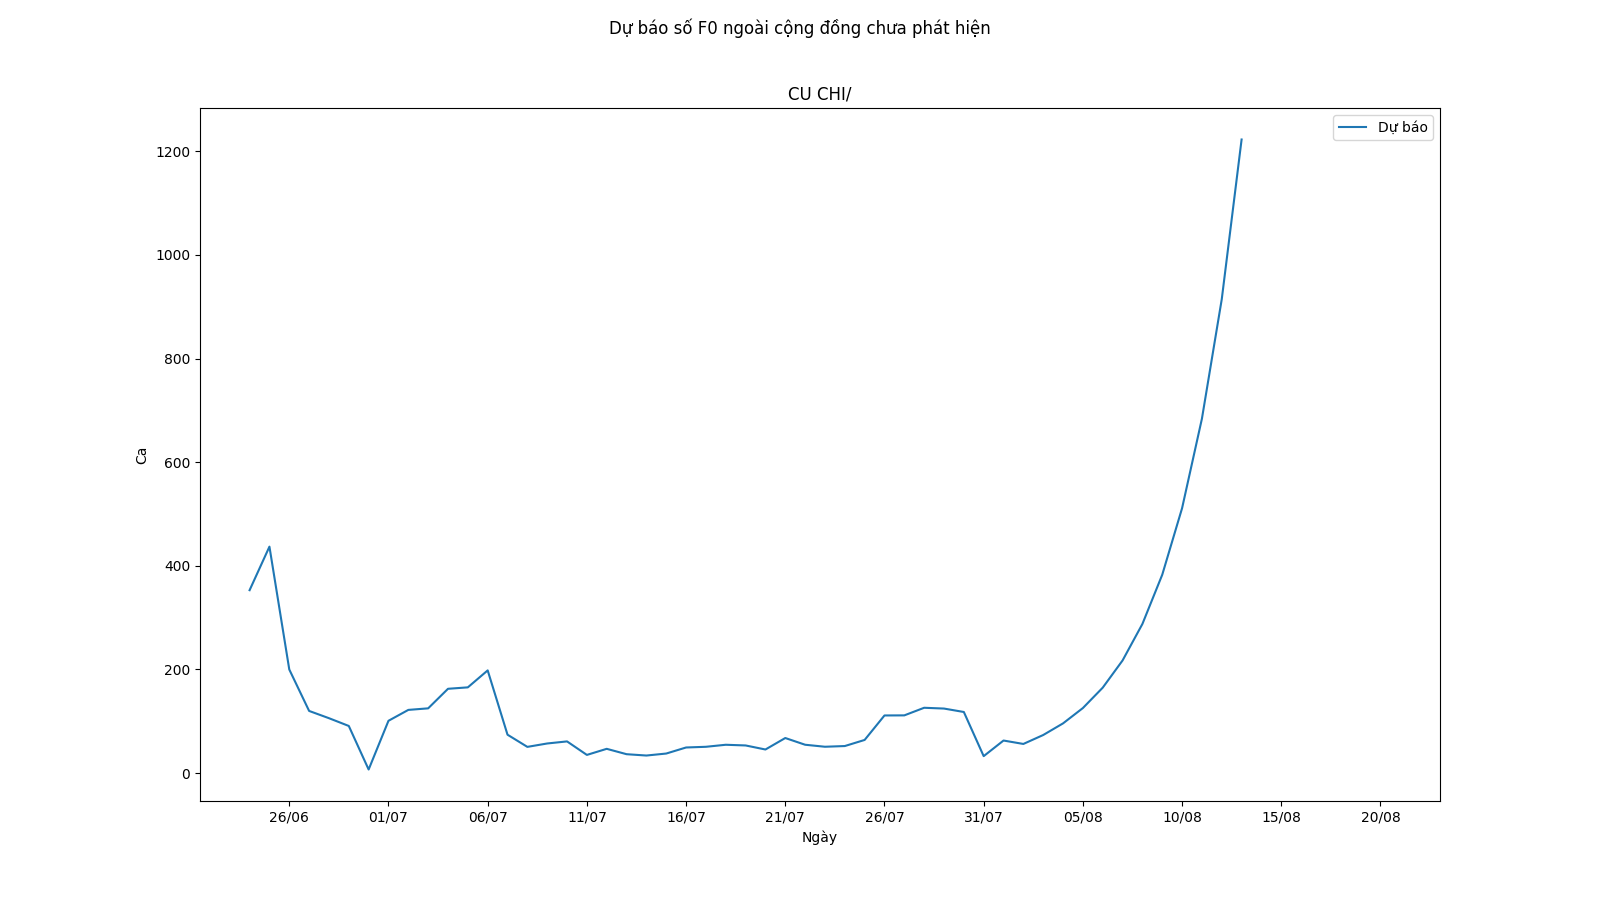 Dự báo số F0 ngoài cộng đồng chưa phát hiện
CU CHI/
Dự báo
1200
1000
800
600
400
200
0
Ca
26/06 01/07 06/07 11/07 16/07 21/07 26/07 31/07 05/08 10/08 15/08 20/08
Ngày